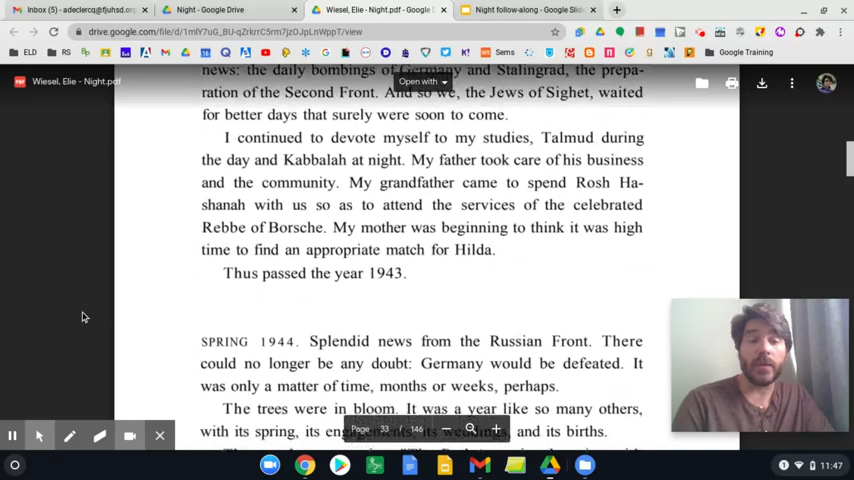 Inbox (5) - adeclercq@fjuhsd.org
Night - Google Drive
Wiesel, Elie - Night.pdf - Google D
Night follow-along - Google Slide
drive.google.com/file/d/1mlY7uG_BU-qZrkrrC5rm7jzOJpLnWppT/view
ELD
RS
Sems
Google Training
PDF
Wiesel, Elie - Night.pdf
Open with
news: the daily bombings of Germany and Stalingrad, the prepa-
ration of the Second Front. And so we, the Jews of Sighet, waited
for better days that surely were soon to come.
I continued to devote myself to my studies, Talmud during
the day and Kabbalah at night. My father took care of his business
and the community. My grandfather came to spend Rosh Ha-
shanah with us so as to attend the services of the celebrated
Rebbe of Borsche. My mother was beginning to think it was high
time to find an appropriate match for Hilda.
Thus passed the year 1943.
SPRING 1944. Splendid news from the Russian Front. There
could no longer be any doubt: Germany would be defeated. It
was only a matter of time, months or weeks, perhaps.
The trees were in bloom. It was a year like so many others,
with its spring, its engagements, its weddings, and its births.
Page 33 / 146
11:47